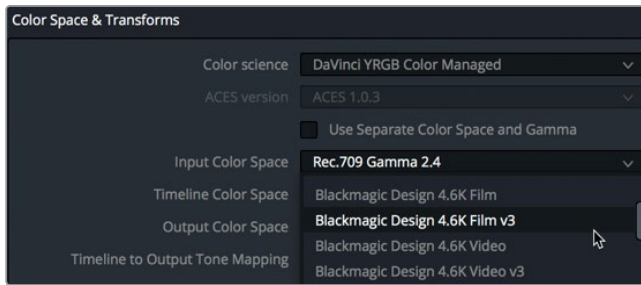 Color Space & Transforms
Color science DaVinci YRGB Color Managed
ACES version ACES 1.0.3
Use Separate Color Space and Gamma
Input Color Space Rec.709 Gamma 2.4
Timeline Color Space Blackmagic Design 4.6K Film
Blackmagic Design 4.6K Film v3
Output Color Space
Blackmagic Design 4.6K Video
Timeline to Output Tone Mapping
Blackmagic Design 4.6K Video v3